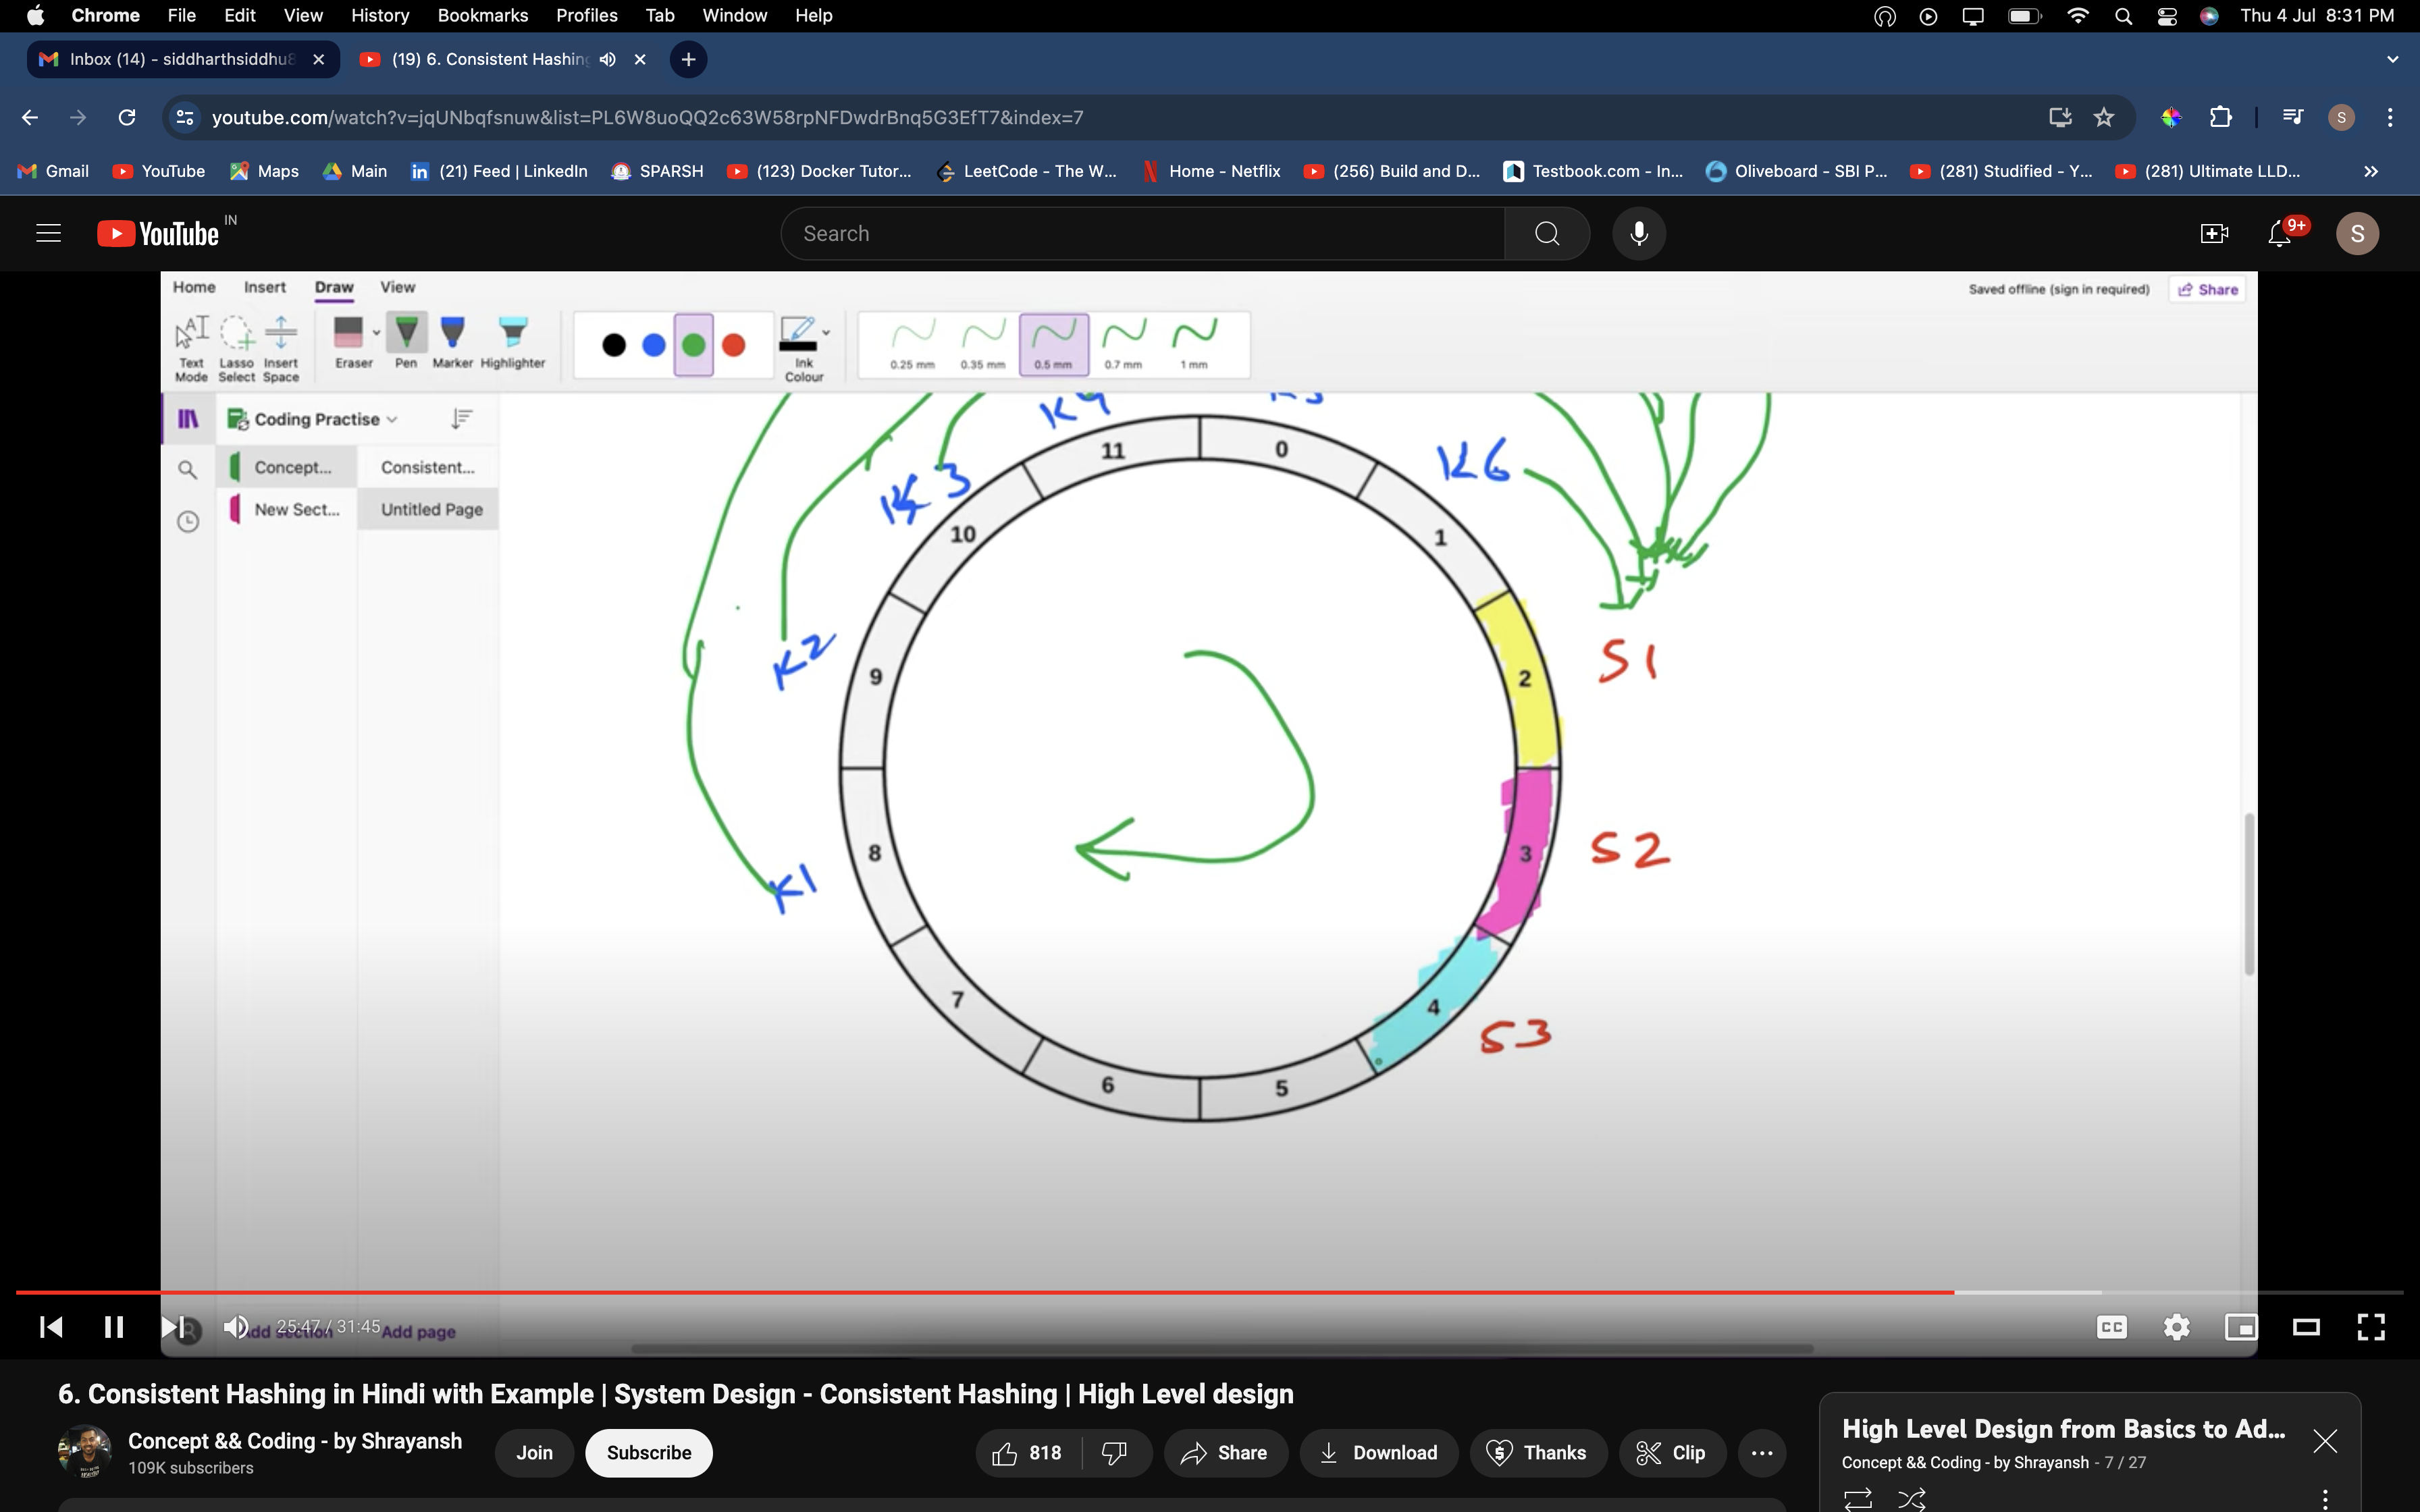 Chrome File Edit View History Bookmarks Profiles Tab Window Help Thu 4 Jul 8:31 PM
Inbox (14) - siddharthsiddhu8 (19) 6. Consistent Hashing
youtube.com/watch?v=jqUNbqfsnuw&list=PL6W8uoQQ2c63W58rpNFDwdrBnq5G3EfT7&index=7 S
Gmail YouTube Maps Main (21) Feed | LinkedIn SPARSH (123) Docker Tutor... LeetCode - The W... Home - Netflix (256) Build and D... Testbook.com - In... Oliveboard - SBI P... (281) Studified - Y... (281) Ultimate LLD...
YouTube IN Search 9+ S
Home Insert Draw View Saved offline (sign in required) Share
Text Mode Lasso Select Insert Space Eraser Pen Marker Highlighter Ink Colour 0.25 mm 0.35 mm 0.5 mm 0.7 mm 1 mm
Coding Practise
Concept... Consistent...
New Sect... Untitled Page
K4
11 0
K3 K6
10 1
K2 9 2 S1
8 3 S2
K1
7 4 S3
6 5
25:47 / 31:45 Add section Add page CC
6. Consistent Hashing in Hindi with Example | System Design - Consistent Hashing | High Level design
Concept && Coding - by Shrayansh
109K subscribers
Join Subscribe 818 Share Download Thanks Clip
High Level Design from Basics to Ad...
Concept && Coding - by Shrayansh - 7 / 27